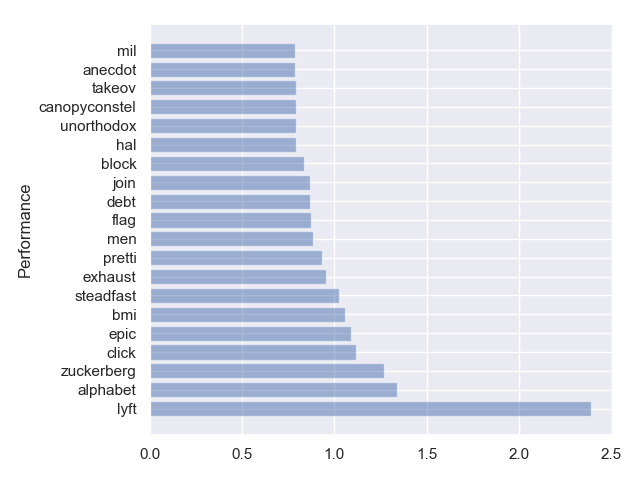 mil
anecdot
takeov
canopyconstel
unorthodox
hal
block
join
debt
flag
men
pretti
exhaust
steadfast
bmi
epic
click
zuckerberg
alphabet
lyft
Performance
0.0 0.5 1.0 1.5 2.0 2.5